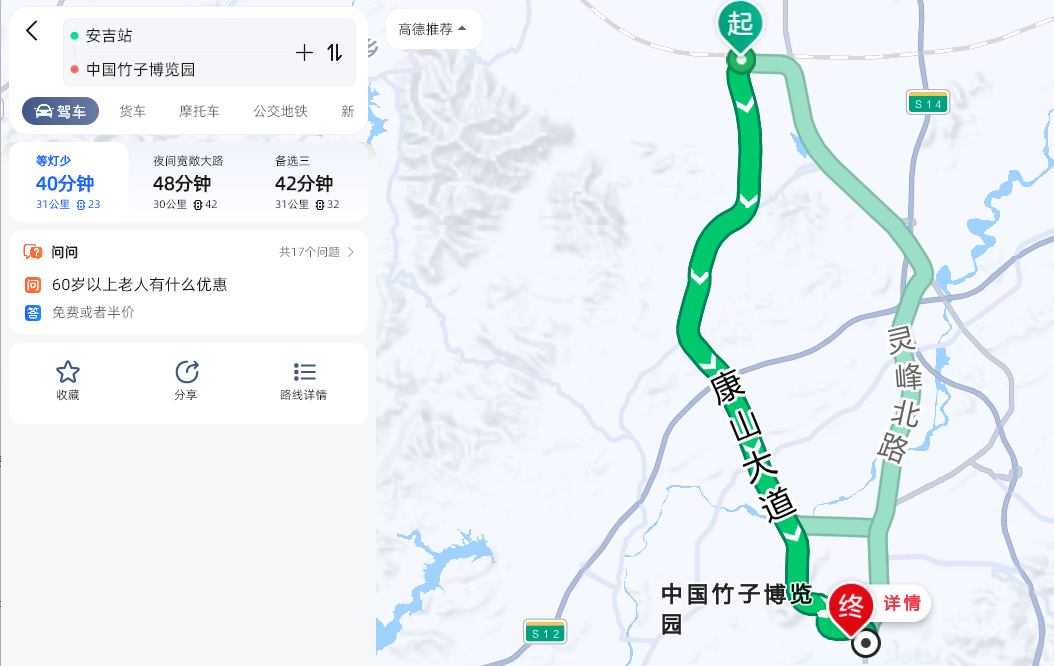 安吉站
中国竹子博览园
驾车 货车 摩托车 公交地铁 新
等灯少 夜间宽敞大路 备选三
40分钟 48分钟 42分钟
31公里 23 30公里 42 31公里 32
问问 共17个问题
问 60岁以上老人有什么优惠
答 免费或者半价
收藏 分享 路线详情
高德推荐
起
S14
灵峰北路
康山大道
中国竹子博览
园
终 详情
S12